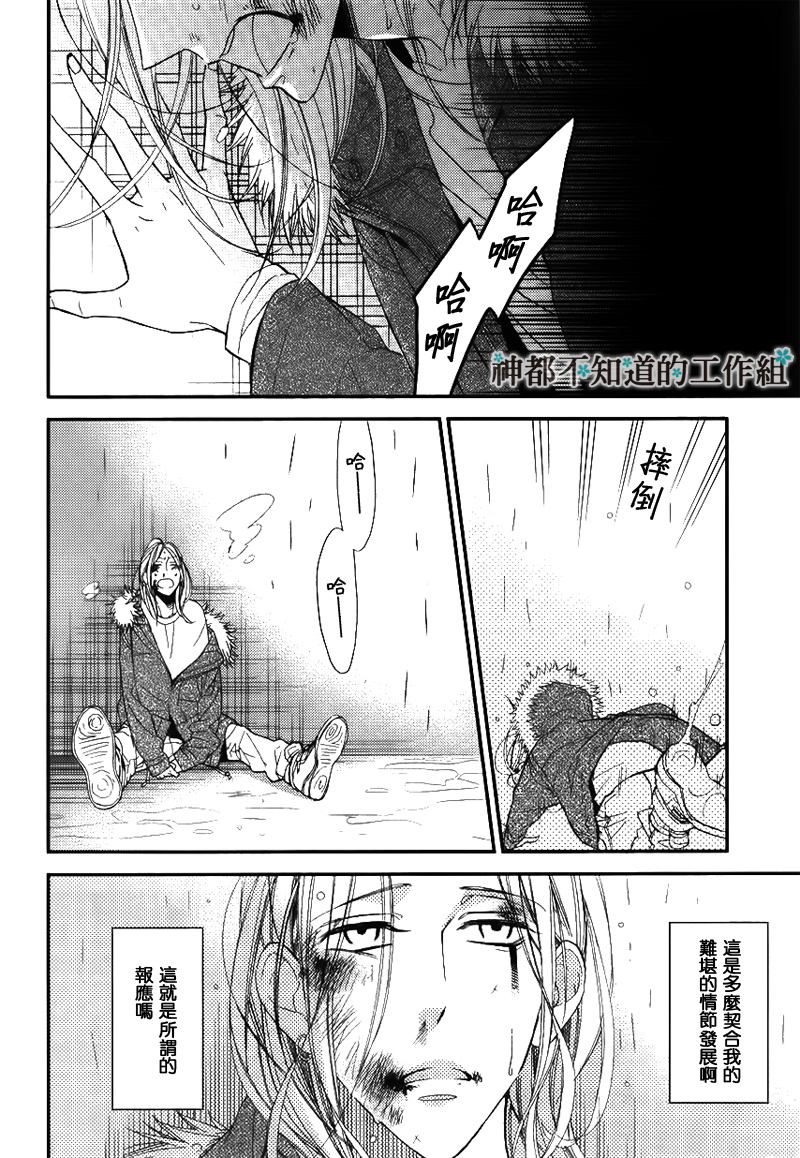 哈啊
哈啊
神都不知道的工作組
摔倒
哈──
哈──
這是多麼契合我的
難堪的情節發展啊
這就是所謂的
報應嗎